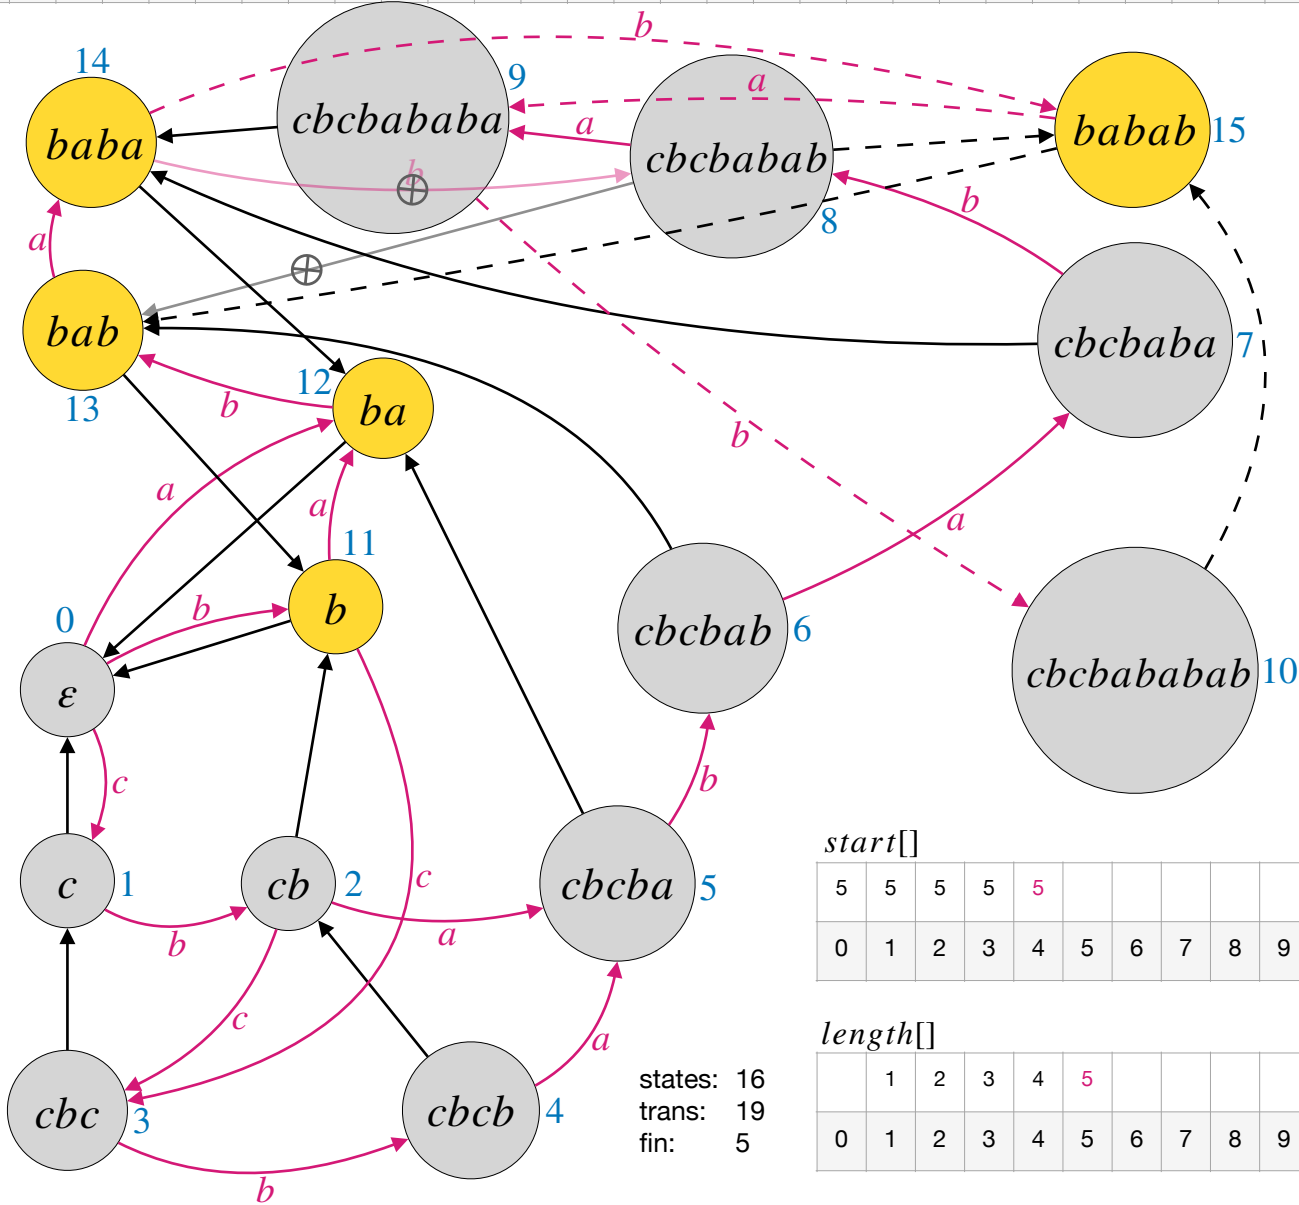 b
14
9
a
baba
cbcbababa
a
cbcbabab
babab
15
b
b
8
a
bab
13
12
b
ba
cbcbaba
7
b
a
a
11
a
0
b
b
cbcbab
6
cbcbababab
10
ε
c
b
c
1
cb
2
c
cbcba
5
b
a
c
a
cbc
3
cbcb
4
b
start[]
5 5 5 5 5
0 1 2 3 4 5 6 7 8 9
length[]
1 2 3 4 5
0 1 2 3 4 5 6 7 8 9
states: 16
trans: 19
fin: 5